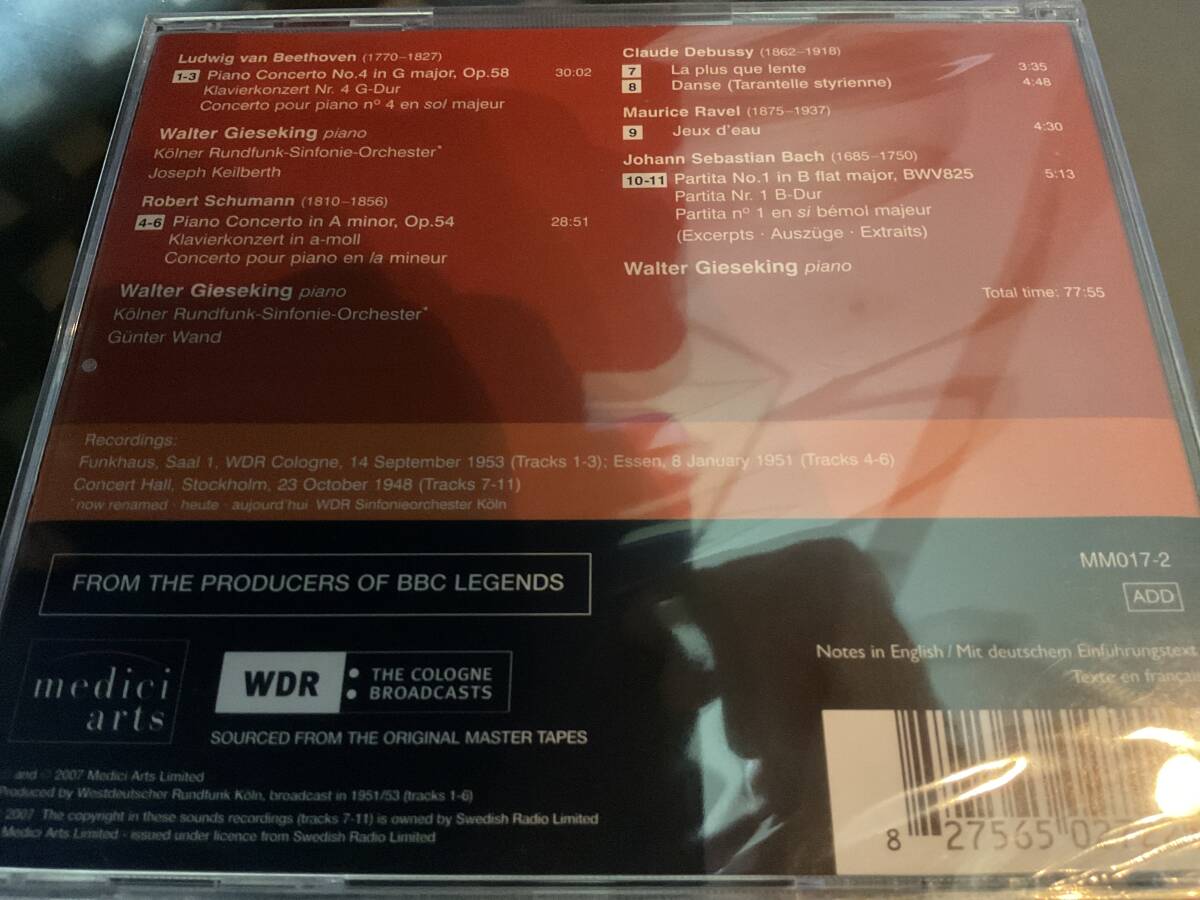 Ludwig van Beethoven (1770–1827)
1-3 Piano Concerto No.4 in G major, Op.58 30:02
Klavierkonzert Nr. 4 G-Dur
Concerto pour piano nº 4 en sol majeur
Walter Gieseking piano
Kölner Rundfunk-Sinfonie-Orchester*
Joseph Keilberth
Robert Schumann (1810–1856)
4-6 Piano Concerto in A minor, Op.54 28:51
Klavierkonzert in a-moll
Concerto pour piano en la mineur
Walter Gieseking piano
Kölner Rundfunk-Sinfonie-Orchester*
Günter Wand
Claude Debussy (1862–1918)
7 La plus que lente 3:35
8 Danse (Tarantelle styrienne) 4:48
Maurice Ravel (1875–1937)
9 Jeux d'eau 4:30
Johann Sebastian Bach (1685–1750)
10-11 Partita No.1 in B flat major, BWV825 5:13
Partita Nr. 1 B-Dur
Partita nº 1 en si bémol majeur
(Excerpts · Auszüge · Extraits)
Walter Gieseking piano
Total time: 77:55
Recordings:
Funkhaus, Saal 1, WDR Cologne, 14 September 1953 (Tracks 1-3); Essen, 8 January 1951 (Tracks 4-6)
Concert Hall, Stockholm, 23 October 1948 (Tracks 7-11)
*now renamed · heute · aujourd'hui WDR Sinfonieorchester Köln
FROM THE PRODUCERS OF BBC LEGENDS
MM017-2
ADD
Notes in English / Mit deutschem Einführungstext
Texte en françai
medici
arts
WDR
: THE COLOGNE
: BROADCASTS
SOURCED FROM THE ORIGINAL MASTER TAPES
and 2007 Medici Arts Limited
Produced by Westdeutscher Rundfunk Köln, broadcast in 1951/53 (tracks 1-6)
2007 The copyright in these sounds recordings (tracks 7-11) is owned by Swedish Radio Limited
Medici Arts Limited - issued under licence from Swedish Radio Limited
8 27565